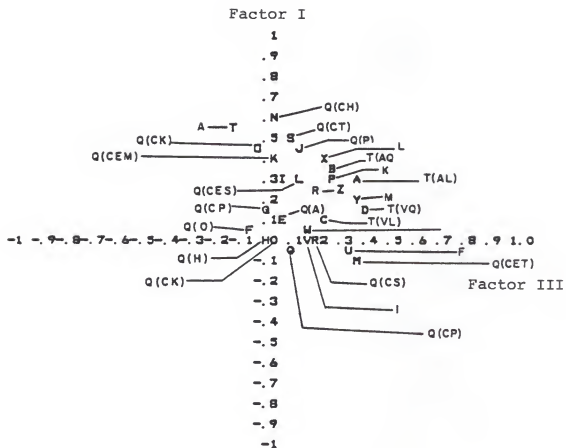 Factor I
1
.9
.8
.7
N Q(CH)
A T S Q(CT)
.5
Q(CK) O J Q(P) L
Q(CEM) K X T(AQ
B K
.3 I L P A T(AL)
Q(CES) R Z
.2 Y M
Q(CP) G Q(A) D T(VQ)
.1 E C T(VL)
Q(O) F W
-1 -.9-.8-.7-.6-.5-.4-.3-.2-.1 HO .1VR2 .3 .4 .5 .6 .7 .8 .9 1.0
Q(H) Q U F
-.1 M Q(CET)
Q(CK) -.2 Q(CS) Factor III
-.3 I
-.4 Q(CP)
-.5
-.6
-.7
-.8
-.9
-1